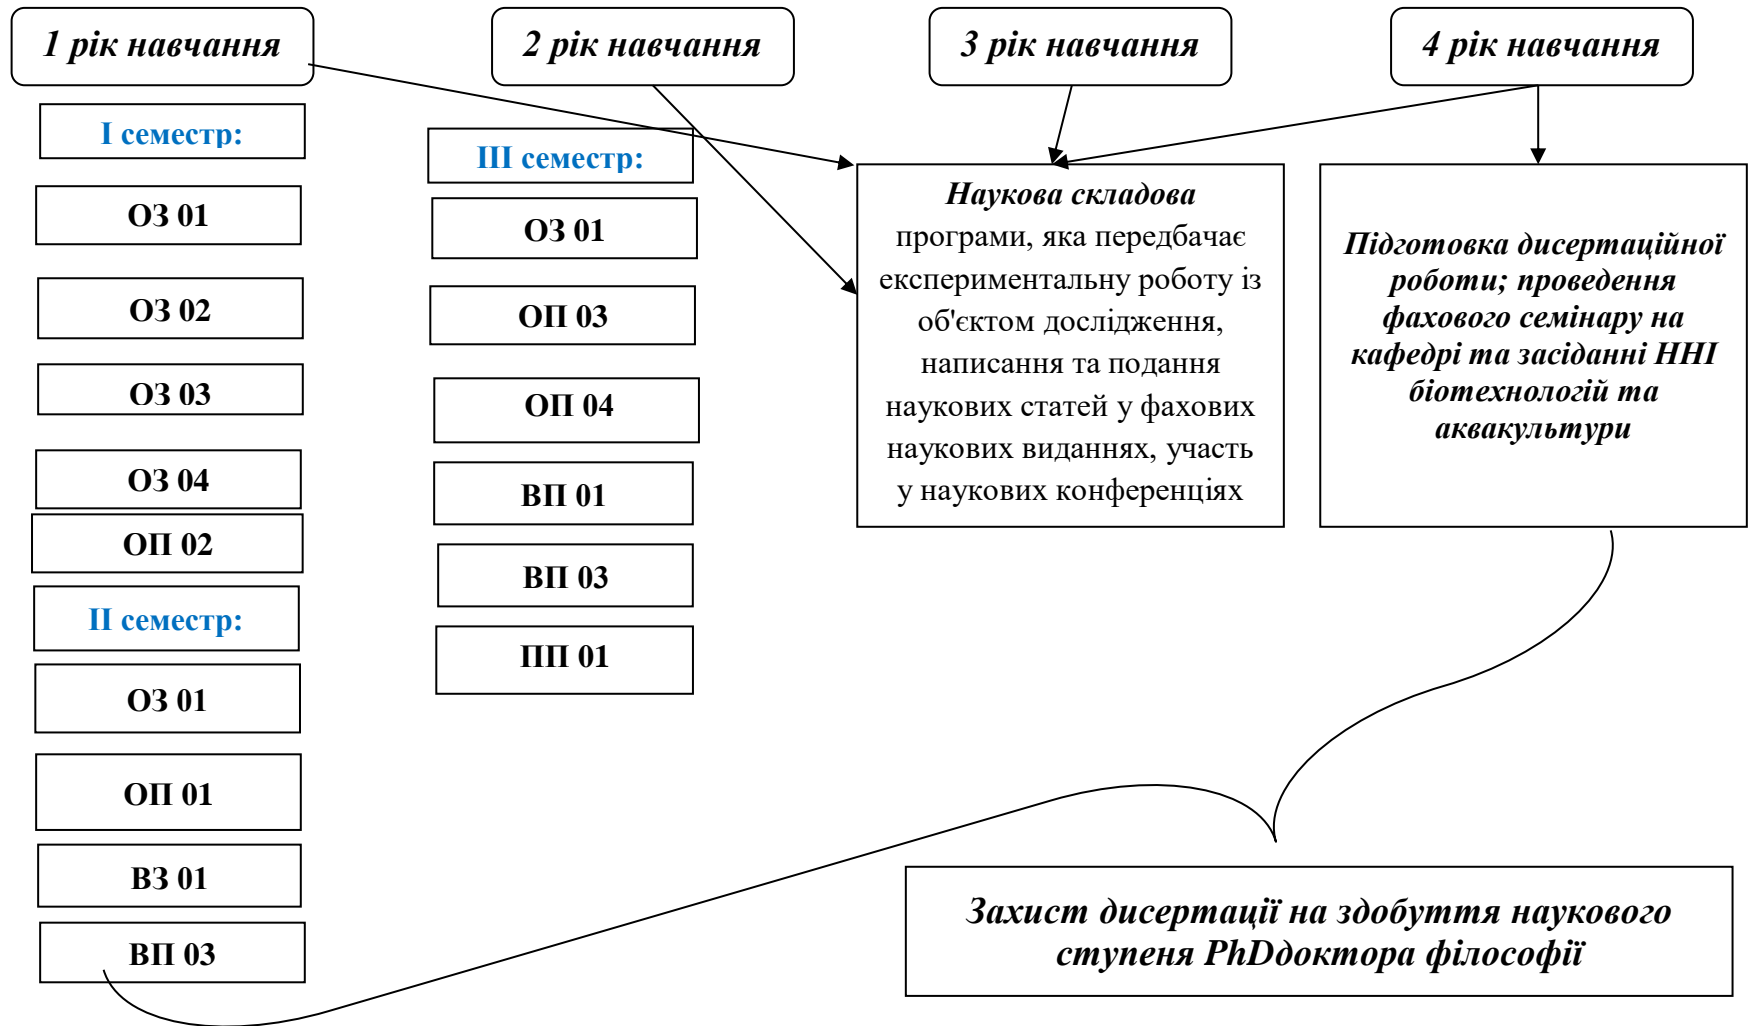 1 рік навчання
2 рік навчання
3 рік навчання
4 рік навчання
І семестр:
ОЗ 01
ОЗ 02
ОЗ 03
ОЗ 04
ОП 02
ІІ семестр:
ОЗ 01
ОП 01
ВЗ 01
ВП 03
ІІІ семестр:
ОЗ 01
ОП 03
ОП 04
ВП 01
ВП 03
ПП 01
Наукова складова
програми, яка передбачає
експериментальну роботу із
об'єктом дослідження,
написання та подання
наукових статей у фахових
наукових виданнях, участь
у наукових конференціях
Підготовка дисертаційної
роботи; проведення
фахового семінару на
кафедрі та засіданні ННІ
біотехнологій та
аквакультури
Захист дисертації на здобуття наукового
ступеня PhDдоктора філософії